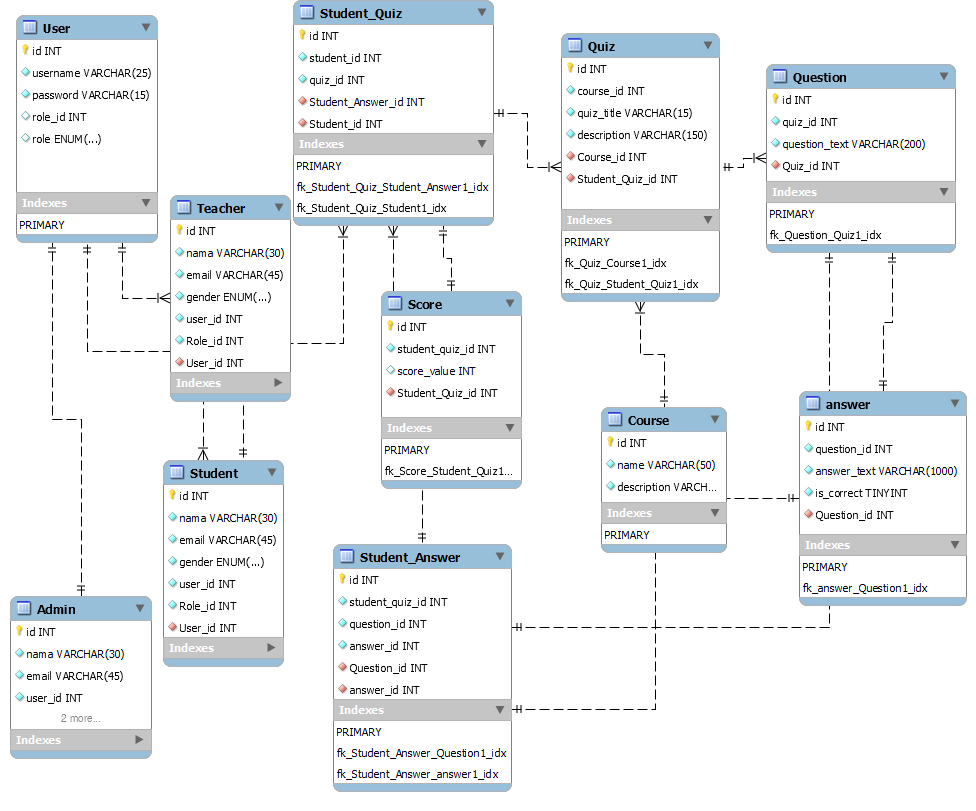 User
id INT
username VARCHAR(25)
password VARCHAR(15)
role_id INT
role ENUM(...)
Indexes
PRIMARY
Teacher
id INT
nama VARCHAR(30)
email VARCHAR(45)
gender ENUM(...)
user_id INT
Role_id INT
User_id INT
Indexes
Student_Quiz
id INT
student_id INT
quiz_id INT
Student_Answer_id INT
Student_id INT
Indexes
PRIMARY
fk_Student_Quiz_Student_Answer1_idx
fk_Student_Quiz_Student1_idx
Quiz
id INT
course_id INT
quiz_title VARCHAR(15)
description VARCHAR(150)
Course_id INT
Student_Quiz_id INT
Indexes
PRIMARY
fk_Quiz_Course1_idx
fk_Quiz_Student_Quiz1_idx
Question
id INT
quiz_id INT
question_text VARCHAR(200)
Quiz_id INT
Indexes
PRIMARY
fk_Question_Quiz1_idx
Score
id INT
student_quiz_id INT
score_value INT
Student_Quiz_id INT
Indexes
PRIMARY
fk_Score_Student_Quiz1...
Course
id INT
name VARCHAR(50)
description VARCH...
Indexes
PRIMARY
answer
id INT
question_id INT
answer_text VARCHAR(1000)
is_correct TINYINT
Question_id INT
Indexes
PRIMARY
fk_answer_Question1_idx
Student
id INT
nama VARCHAR(30)
email VARCHAR(45)
gender ENUM(...)
user_id INT
Role_id INT
User_id INT
Indexes
Student_Answer
id INT
student_quiz_id INT
question_id INT
answer_id INT
Question_id INT
answer_id INT
Indexes
PRIMARY
fk_Student_Answer_Question1_idx
fk_Student_Answer_answer1_idx
Admin
id INT
nama VARCHAR(30)
email VARCHAR(45)
user_id INT
2 more...
Indexes